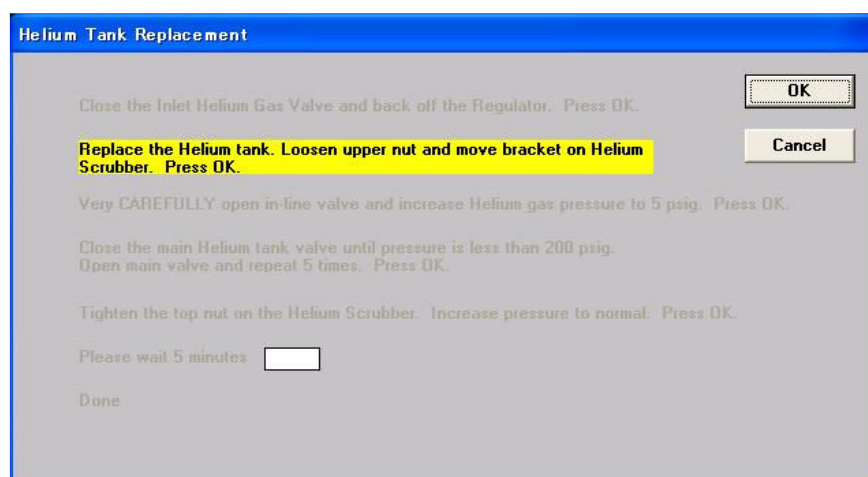 Helium Tank Replacement
Close the Inlet Helium Gas Valve and back off the Regulator. Press OK.
OK
Replace the Helium tank. Loosen upper nut and move bracket on Helium
Scrubber. Press OK.
Cancel
Very CAREFULLY open in-line valve and increase Helium gas pressure to 5 psig. Press OK.
Close the main Helium tank valve until pressure is less than 200 psig.
Open main valve and repeat 5 times. Press OK.
Tighten the top nut on the Helium Scrubber. Increase pressure to normal. Press OK.
Please wait 5 minutes
Done